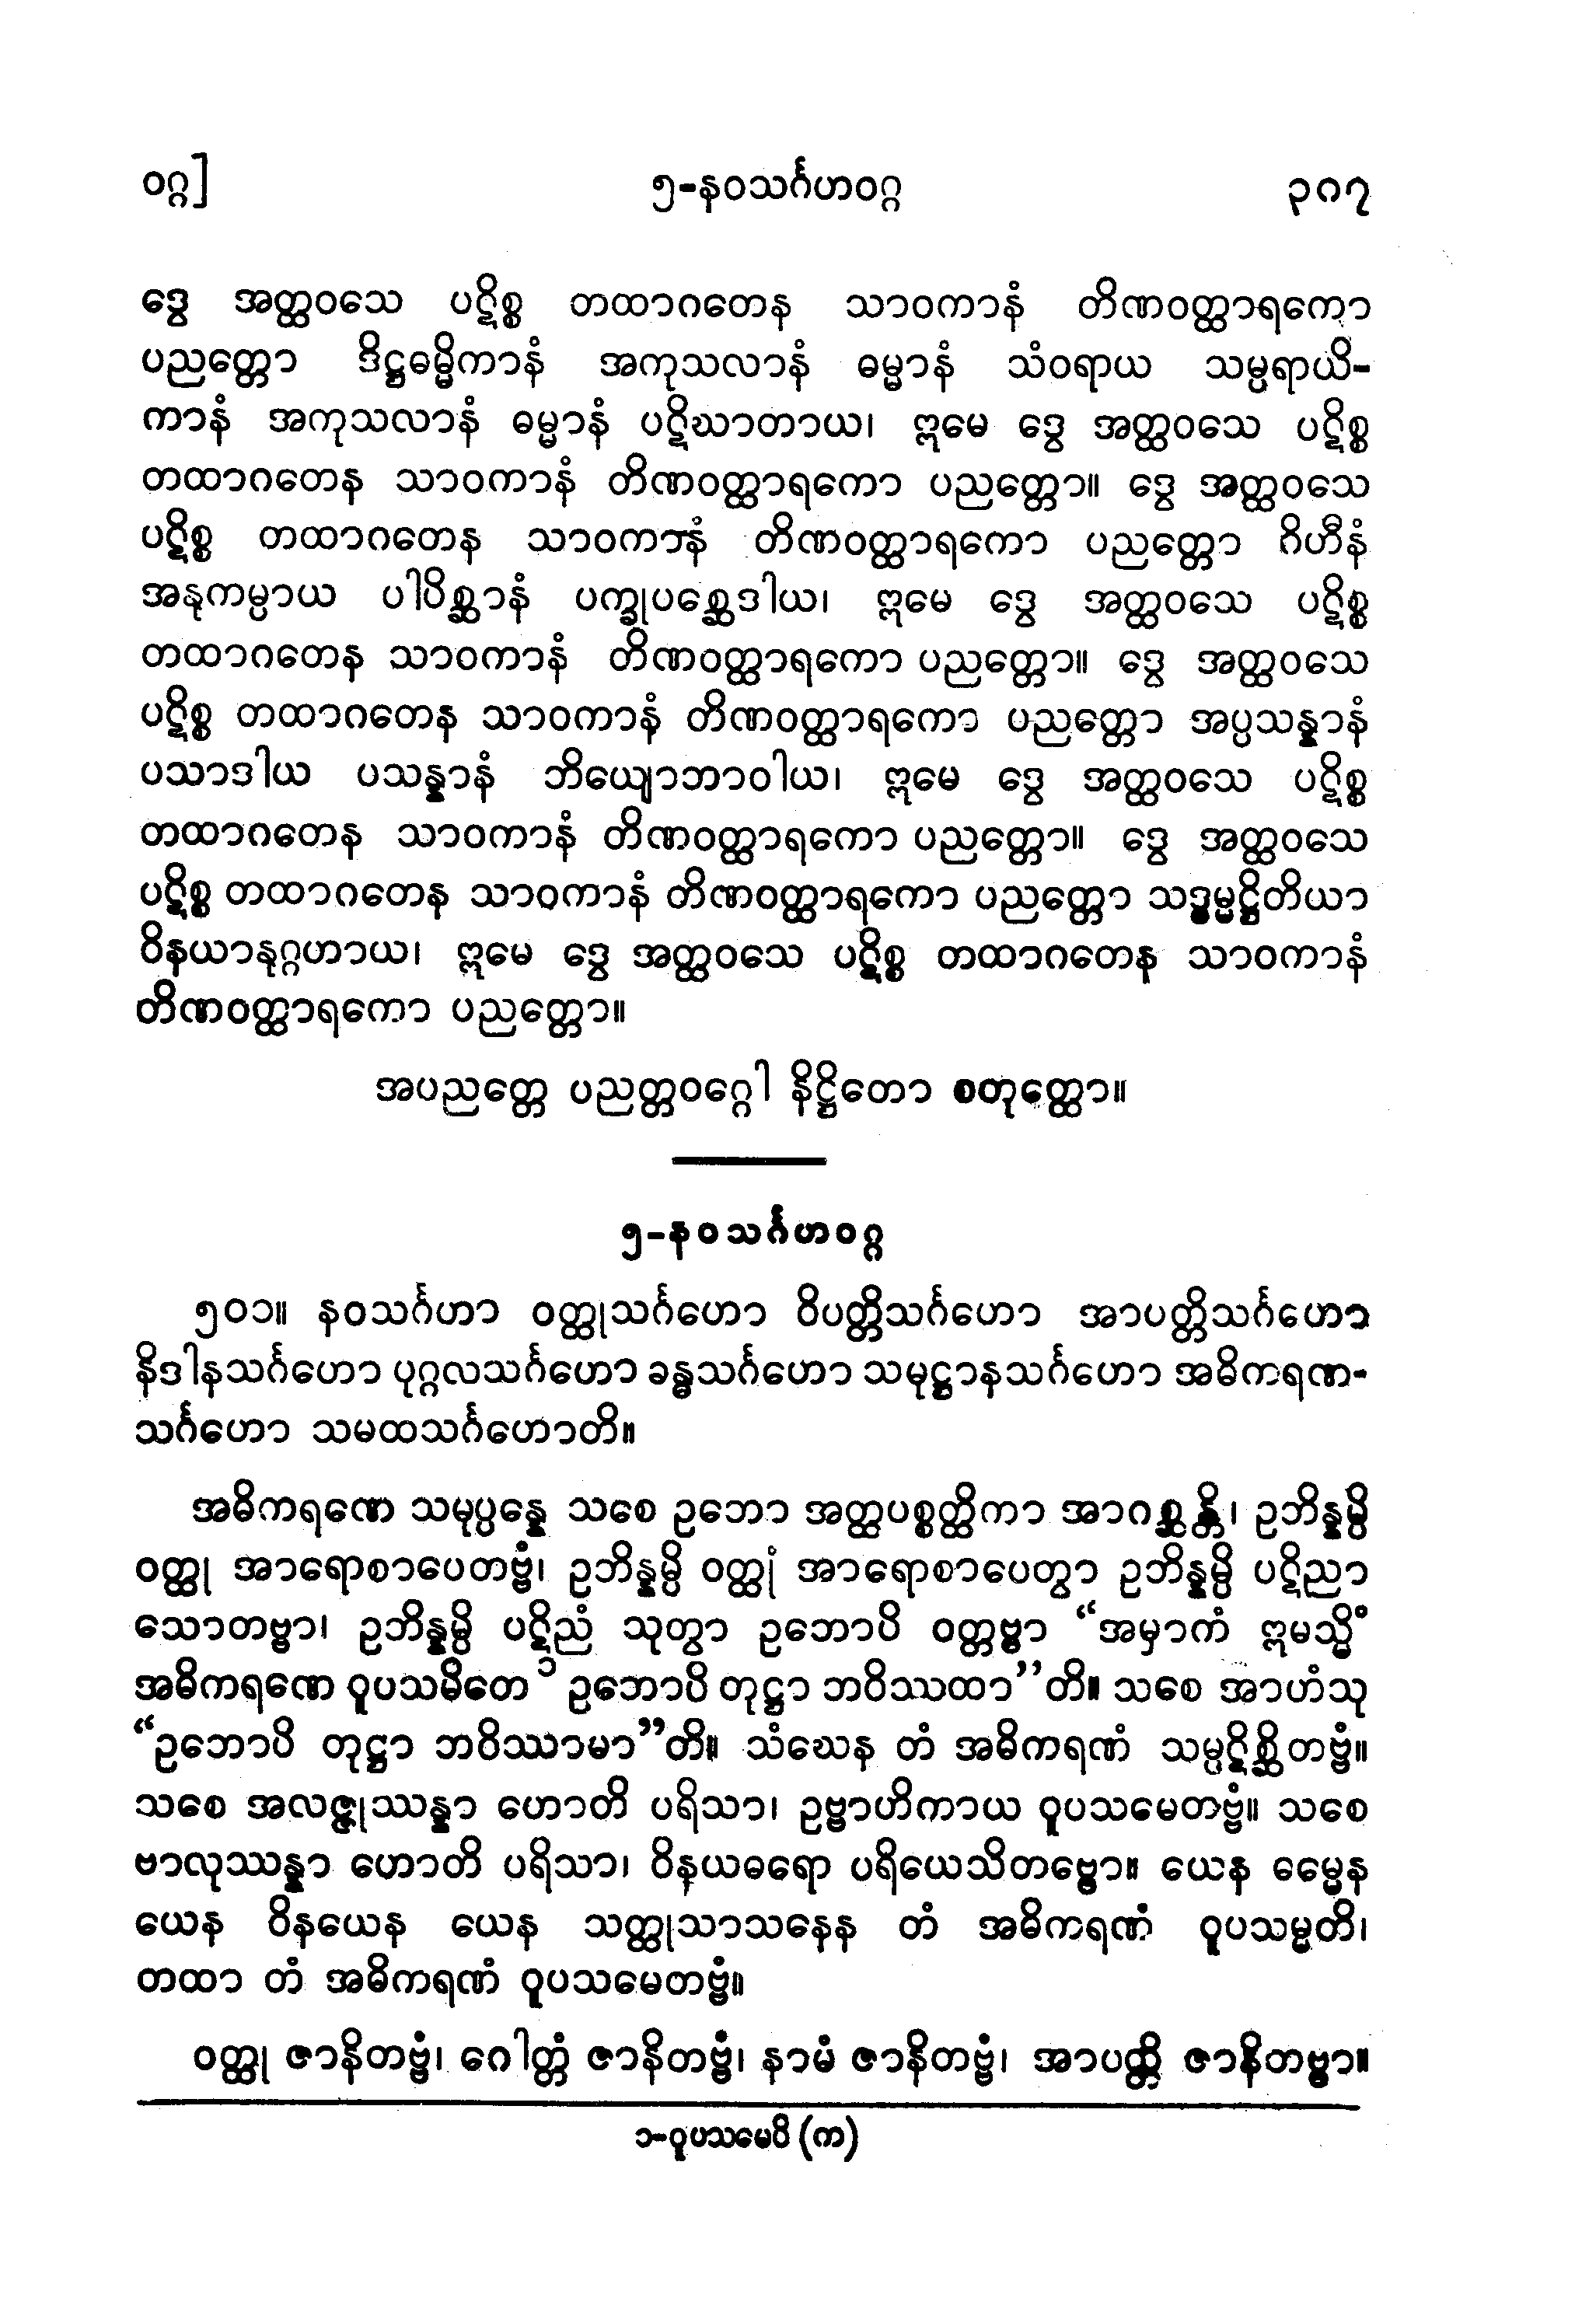 ဝဂ္ဂ] ၅-နဝသင်္ဂဟဝဂ္ဂ ၃၈၇
ဒွေ အတ္ထဝသေ ပဋိစ္စ တထာဂတေန သာဝကာနံ တိဏဝတ္ထာရကော
ပညတ္တော ဒိဋ္ဌဓမ္မိကာနံ အကုသလာနံ ဓမ္မာနံ သံဝရာယ သမ္ပရာယိ-
ကာနံ အကုသလာနံ ဓမ္မာနံ ပဋိဃာတာယ၊ ဣမေ ဒွေ အတ္ထဝသေ ပဋိစ္စ
တထာဂတေန သာဝကာနံ တိဏဝတ္ထာရကော ပညတ္တော။ ဒွေ အတ္ထဝသေ
ပဋိစ္စ တထာဂတေန သာဝကာနံ တိဏဝတ္ထာရကော ပညတ္တော ဂိဟီနံ
အနုကမ္ပာယ ပါပိစ္ဆာနံ ပက္ခုပစ္ဆေဒါယ၊ ဣမေ ဒွေ အတ္ထဝသေ ပဋိစ္စ
တထာဂတေန သာဝကာနံ တိဏဝတ္ထာရကော ပညတ္တော။ ဒွေ အတ္ထဝသေ
ပဋိစ္စ တထာဂတေန သာဝကာနံ တိဏဝတ္ထာရကော ပညတ္တော အပ္ပသန္နာနံ
ပသာဒါယ ပသန္နာနံ ဘိယျောဘာဝါယ၊ ဣမေ ဒွေ အတ္ထဝသေ ပဋိစ္စ
တထာဂတေန သာဝကာနံ တိဏဝတ္ထာရကော ပညတ္တော။ ဒွေ အတ္ထဝသေ
ပဋိစ္စ တထာဂတေန သာဝကာနံ တိဏဝတ္ထာရကော ပညတ္တော သဒ္ဓမ္မဋ္ဌိတိယာ
ဝိနယာနုဂ္ဂဟာယ၊ ဣမေ ဒွေ အတ္ထဝသေ ပဋိစ္စ တထာဂတေန သာဝကာနံ
တိဏဝတ္ထာရကော ပညတ္တော။
အပညတ္တေ ပညတ္တဝဂ္ဂေါ နိဋ္ဌိတော စတုတ္ထော။
၅-နဝသင်္ဂဟဝဂ္ဂ
၅၀၁။ နဝသင်္ဂဟာ ဝတ္ထုသင်္ဂဟော ဝိပတ္တိသင်္ဂဟော အာပတ္တိသင်္ဂဟော
နိဒါနသင်္ဂဟော ပုဂ္ဂလသင်္ဂဟော ခန္ဓသင်္ဂဟော သမုဋ္ဌာနသင်္ဂဟော အဓိကရဏ-
သင်္ဂဟော သမထသင်္ဂဟောတိ။
အဓိကရဏေ သမုပ္ပန္နေ သစေ ဥဘော အတ္ထပစ္စတ္ထိကာ အာဂစ္ဆန္တိ၊ ဥဘိန္နမ္ပိ
ဝတ္ထု အာရောစာပေတဗ္ဗံ၊ ဥဘိန္နမ္ပိ ဝတ္ထုံ အာရောစာပေတွာ ဥဘိန္နမ္ပိ ပဋိညာ
သောတဗ္ဗာ၊ ဥဘိန္နမ္ပိ ပဋိညံ သုတွာ ဥဘောပိ ဝတ္တဗ္ဗာ “အမှာကံ ဣမသ္မိံ
အဓိကရဏေ ဝူပသမိတေ ၁ ဥဘောပိ တုဋ္ဌာ ဘဝိဿထာ”တိ။ သစေ အာဟံသု
“ဥဘောပိ တုဋ္ဌာ ဘဝိဿာမာ”တိ။ သံဃေန တံ အဓိကရဏံ သမ္ပဋိစ္ဆိတဗ္ဗံ။
သစေ အလဇ္ဇုဿန္နာ ဟောတိ ပရိသာ၊ ဥဗ္ဗာဟိကာယ ဝူပသမေတဗ္ဗံ။ သစေ
ဗာလုဿန္နာ ဟောတိ ပရိသာ၊ ဝိနယဓရော ပရိယေသိတဗ္ဗော။ ယေန ဓမ္မေန
ယေန ဝိနယေန ယေန သတ္ထုသာသနေန တံ အဓိကရဏံ ဝူပသမ္မတိ၊
တထာ တံ အဓိကရဏံ ဝူပသမေတဗ္ဗံ။
ဝတ္ထု ဇာနိတဗ္ဗံ၊ ဂေါတ္တံ ဇာနိတဗ္ဗံ၊ နာမံ ဇာနိတဗ္ဗံ၊ အာပတ္တိ ဇာနိတဗ္ဗာ။
၁-ဝူပသမေပိ (က)